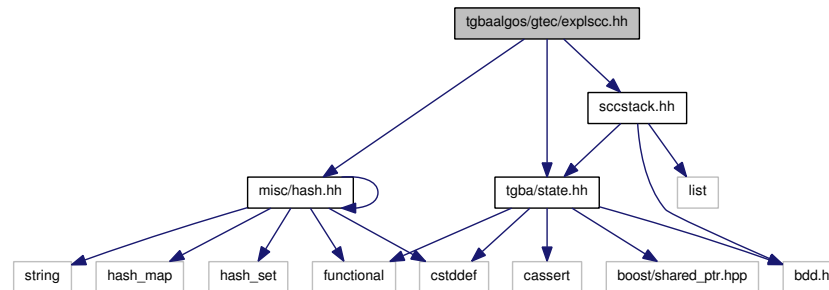 tgbaalgos/gtec/explscc.hh
sccstack.hh
misc/hash.hh
tgba/state.hh
list
string
hash_map
hash_set
functional
cstddef
cassert
boost/shared_ptr.hpp
bdd.h